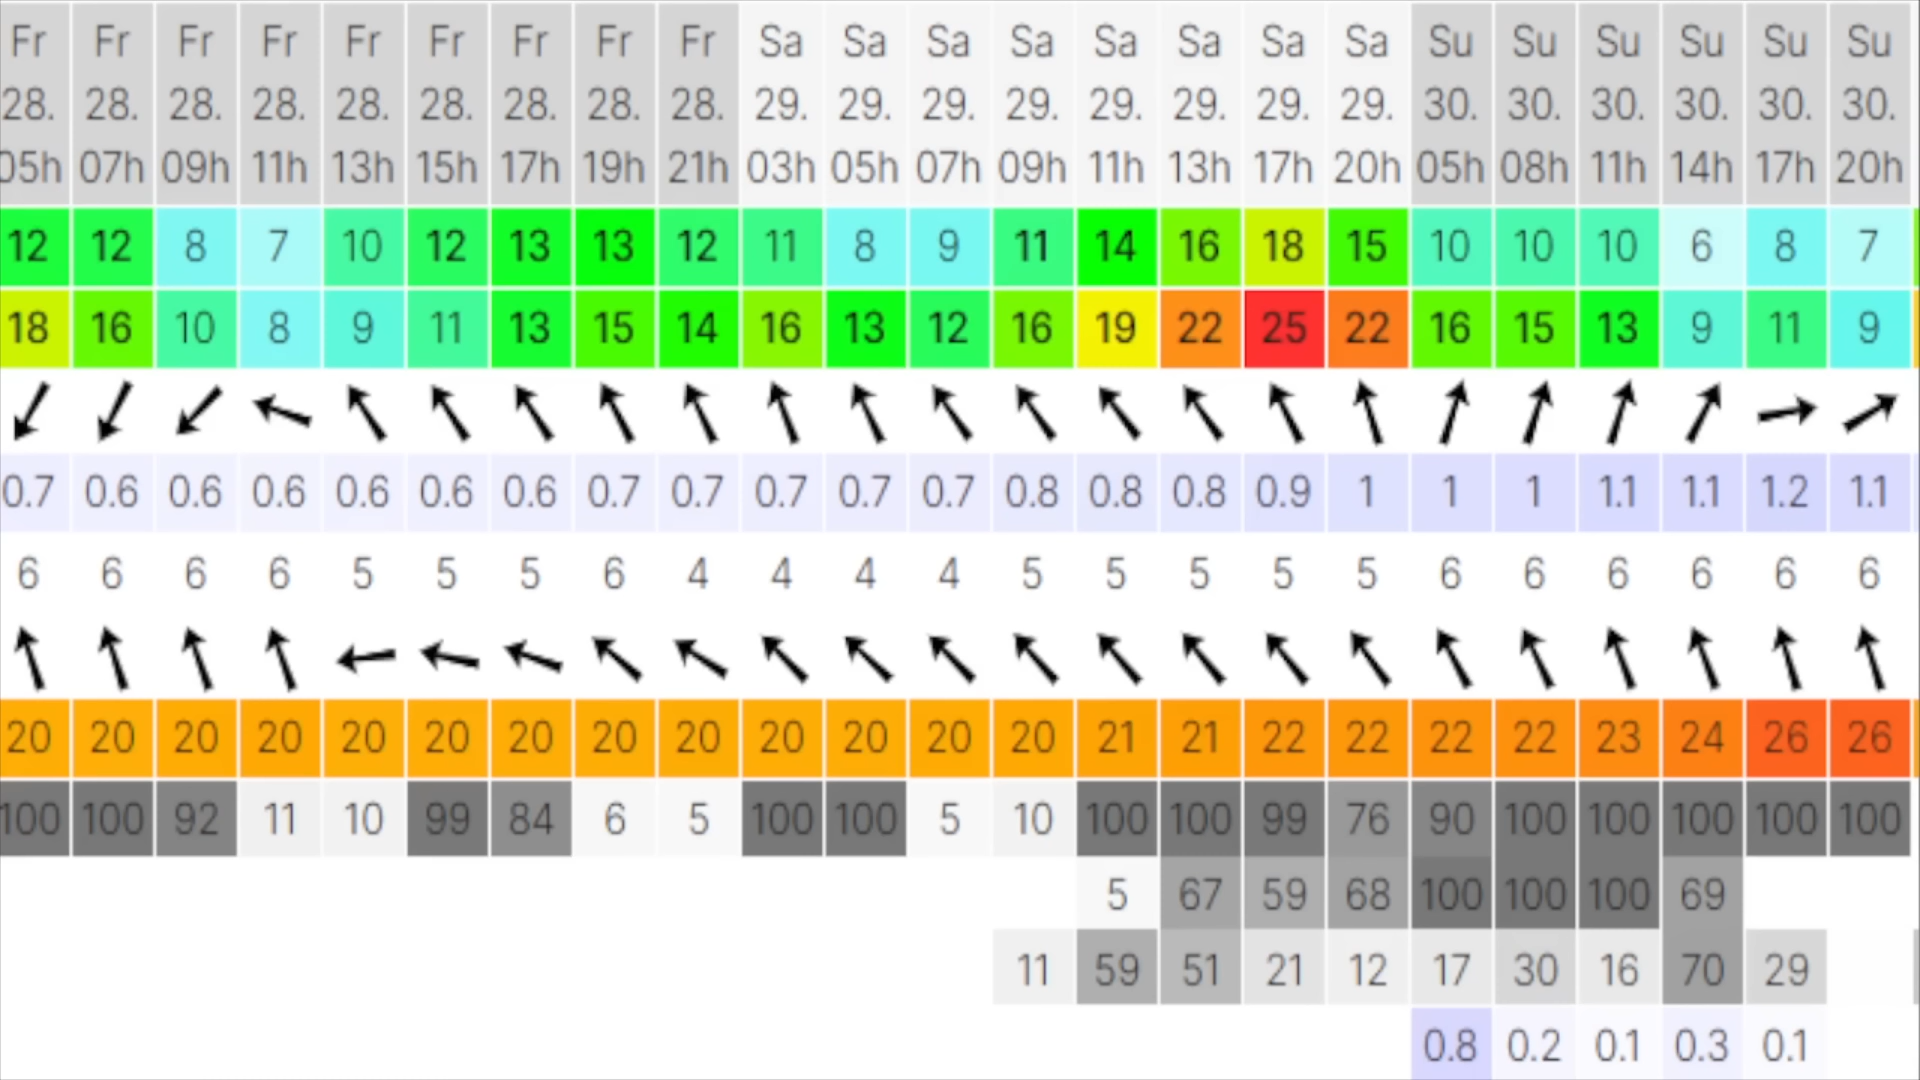 Fr Fr Fr Fr Fr Fr Fr Fr Fr Sa Sa Sa Sa Sa Sa Sa Sa Su Su Su Su Su Su
28. 28. 28. 28. 28. 28. 28. 28. 28. 29. 29. 29. 29. 29. 29. 29. 29. 30. 30. 30. 30. 30. 30.
05h 07h 09h 11h 13h 15h 17h 19h 21h 03h 05h 07h 09h 11h 13h 17h 20h 05h 08h 11h 14h 17h 20h
12 12 8 7 10 12 13 13 12 11 8 9 11 14 16 18 15 10 10 10 6 8 7
18 16 10 8 9 11 13 15 14 16 13 12 16 19 22 25 22 16 15 13 9 11 9
0.7 0.6 0.6 0.6 0.6 0.6 0.6 0.7 0.7 0.7 0.7 0.7 0.8 0.8 0.8 0.9 1 1 1 1.1 1.1 1.2 1.1
6 6 6 6 5 5 5 6 4 4 4 4 5 5 5 5 5 6 6 6 6 6 6
20 20 20 20 20 20 20 20 20 20 20 20 20 21 21 22 22 22 22 23 24 26 26
100 100 92 11 10 99 84 6 5 100 100 5 10 100 100 99 76 90 100 100 100 100 100
5 67 59 68 100 100 100 69
11 59 51 21 12 17 30 16 70 29
0.8 0.2 0.1 0.3 0.1